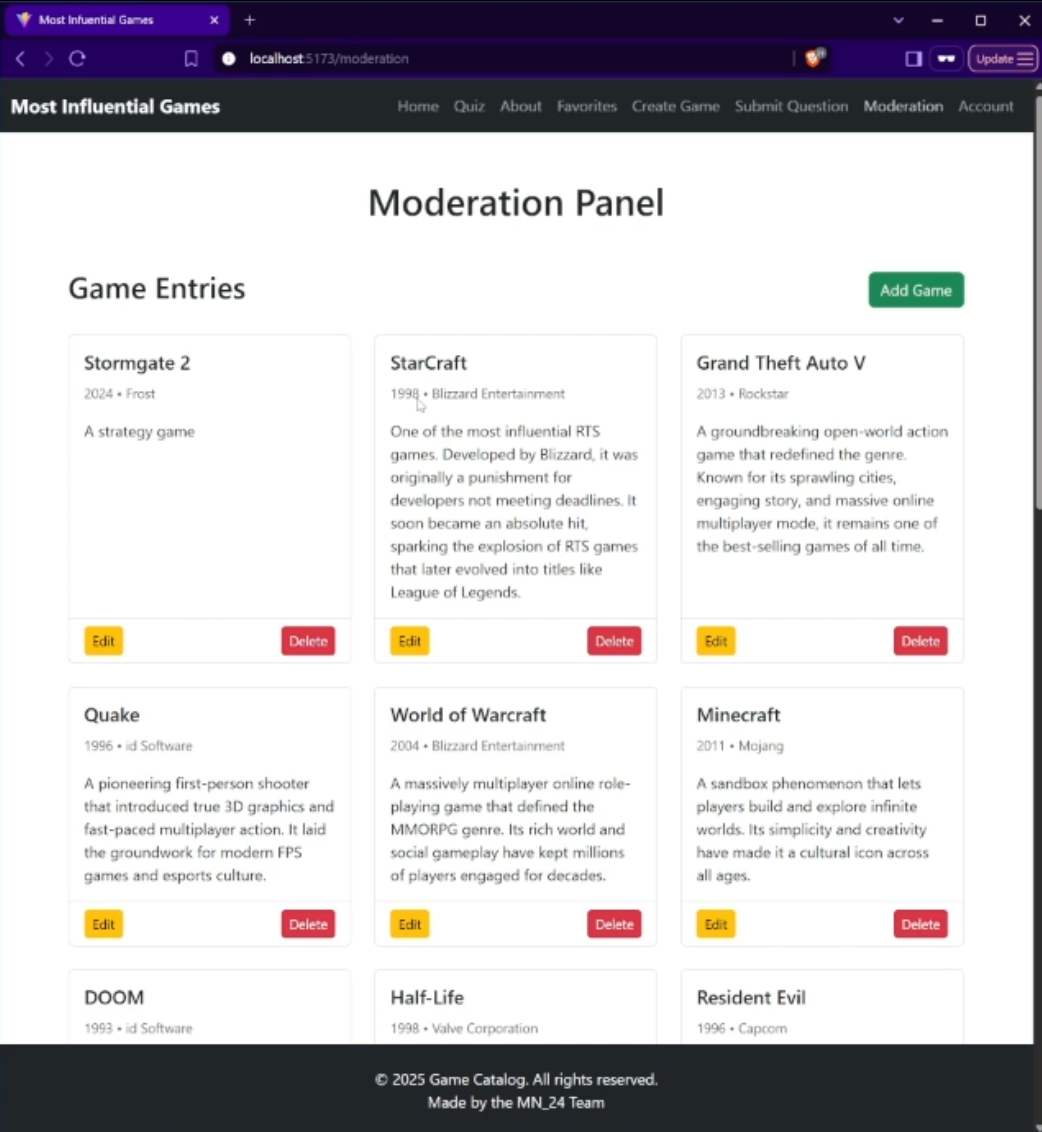 Most Infuential Games
localhost:5173/moderation
Update
Most Influential Games
Home Quiz About Favorites Create Game Submit Question Moderation Account
Moderation Panel
Game Entries
Add Game
Stormgate 2
2024 • Frost
A strategy game
Edit
Delete
StarCraft
1998 • Blizzard Entertainment
One of the most influential RTS
games. Developed by Blizzard, it was
originally a punishment for
developers not meeting deadlines. It
soon became an absolute hit,
sparking the explosion of RTS games
that later evolved into titles like
League of Legends.
Edit
Delete
Grand Theft Auto V
2013 • Rockstar
A groundbreaking open-world action
game that redefined the genre.
Known for its sprawling cities,
engaging story, and massive online
multiplayer mode, it remains one of
the best-selling games of all time.
Edit
Delete
Quake
1996 • id Software
A pioneering first-person shooter
that introduced true 3D graphics and
fast-paced multiplayer action. It laid
the groundwork for modern FPS
games and esports culture.
Edit
Delete
World of Warcraft
2004 • Blizzard Entertainment
A massively multiplayer online role-
playing game that defined the
MMORPG genre. Its rich world and
social gameplay have kept millions
of players engaged for decades.
Edit
Delete
Minecraft
2011 • Mojang
A sandbox phenomenon that lets
players build and explore infinite
worlds. Its simplicity and creativity
have made it a cultural icon across
all ages.
Edit
Delete
DOOM
1993 • id Software
Half-Life
1998 • Valve Corporation
Resident Evil
1996 • Capcom
© 2025 Game Catalog. All rights reserved.
Made by the MN_24 Team